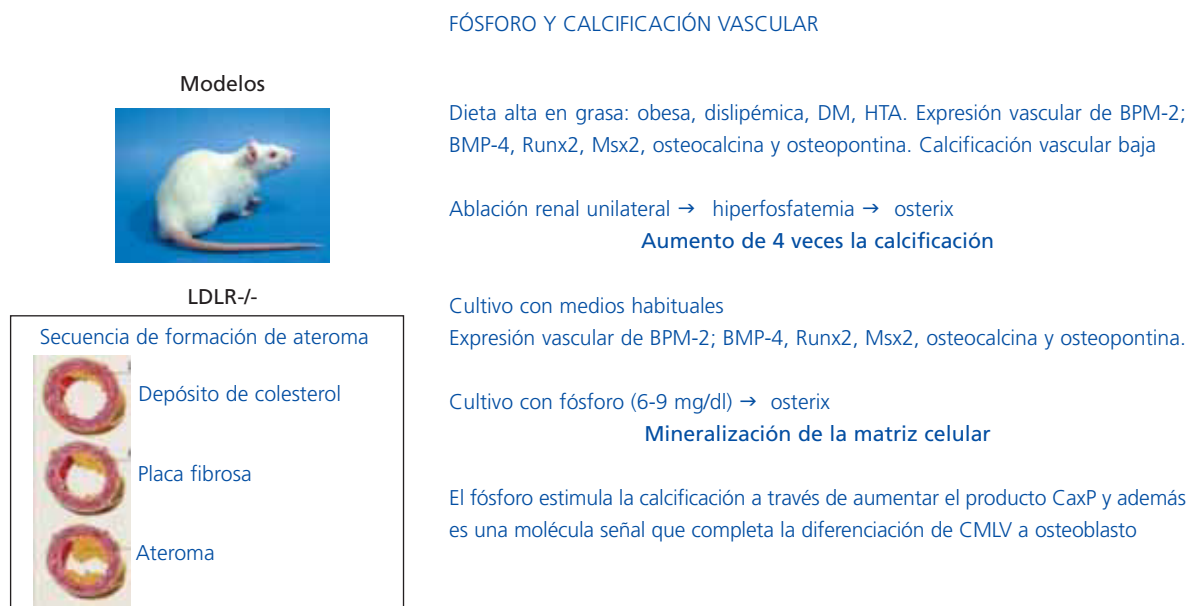 FÓSFORO Y CALCIFICACIÓN VASCULAR
Modelos
LDLR-/-
Secuencia de formación de ateroma
Depósito de colesterol
Placa fibrosa
Ateroma
Dieta alta en grasa: obesa, dislipémica, DM, HTA. Expresión vascular de BPM-2;
BMP-4, Runx2, Msx2, osteocalcina y osteopontina. Calcificación vascular baja
Ablación renal unilateral → hiperfosfatemia → osterix
Aumento de 4 veces la calcificación
Cultivo con medios habituales
Expresión vascular de BPM-2; BMP-4, Runx2, Msx2, osteocalcina y osteopontina.
Cultivo con fósforo (6-9 mg/dl) → osterix
Mineralización de la matriz celular
El fósforo estimula la calcificación a través de aumentar el producto CaxP y además
es una molécula señal que completa la diferenciación de CMLV a osteoblasto